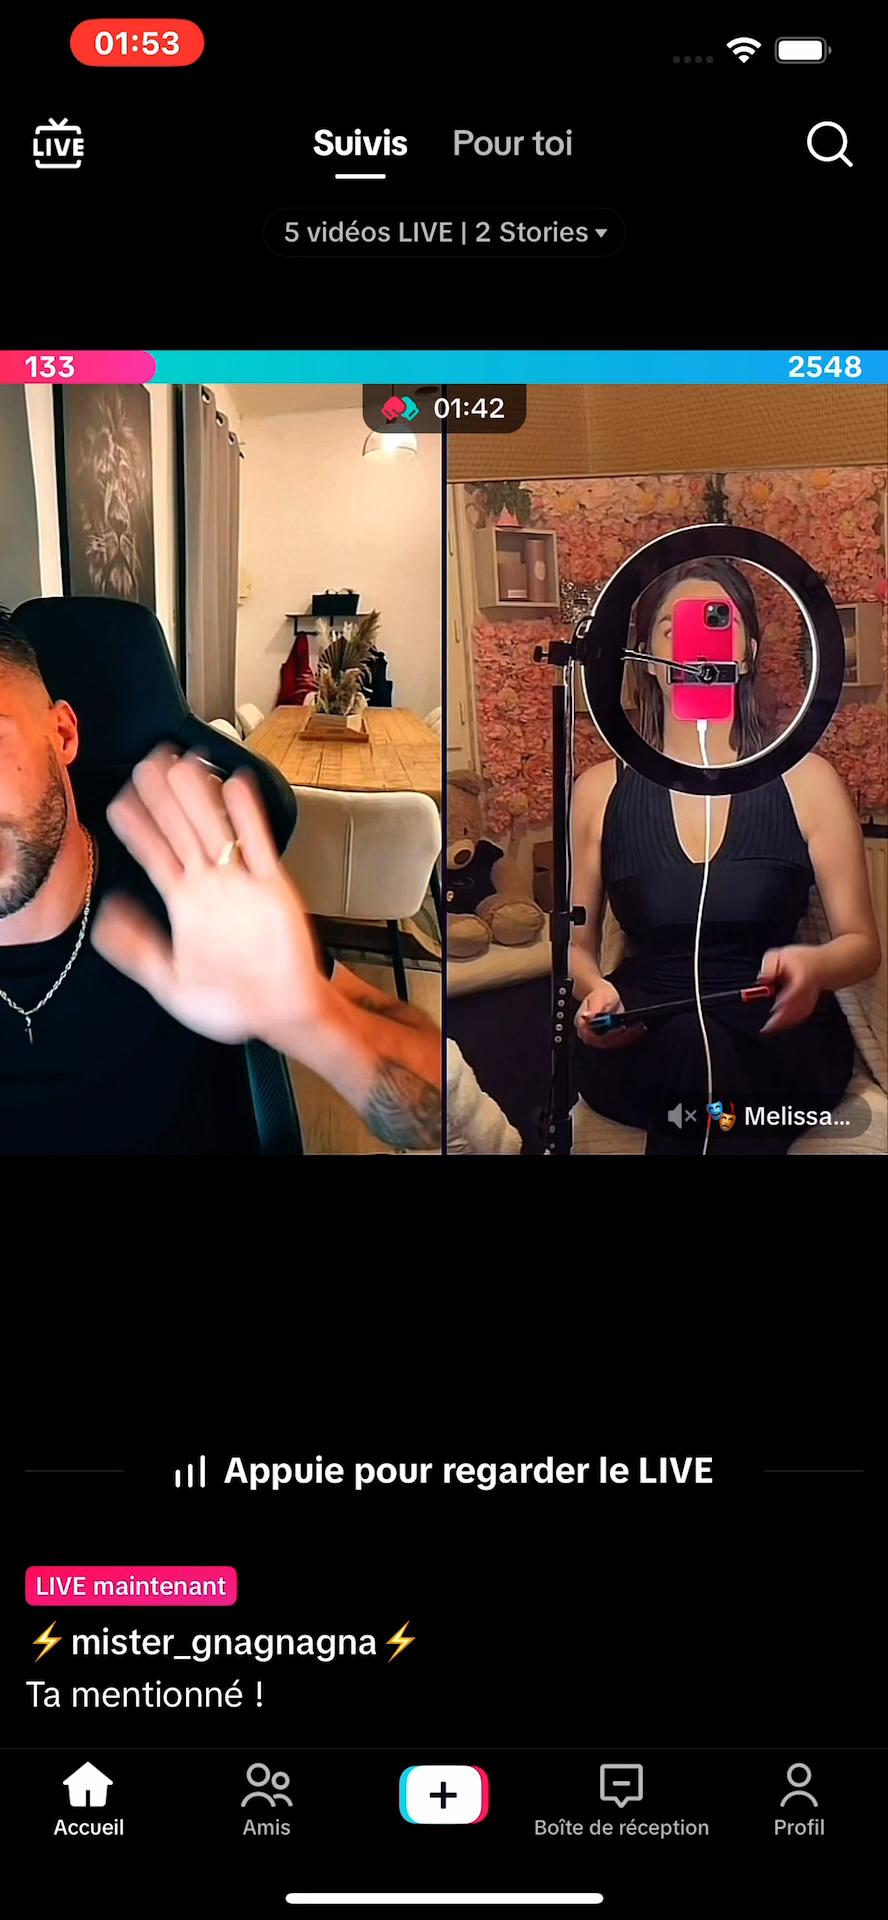 01:53
LIVE
Suivis
Pour toi
5 vidéos LIVE | 2 Stories
133
2548
01:42
Melissa...
Appuie pour regarder le LIVE
LIVE maintenant
⚡mister_gnagnagna⚡
Ta mentionné !
Accueil
Amis
Boîte de réception
Profil